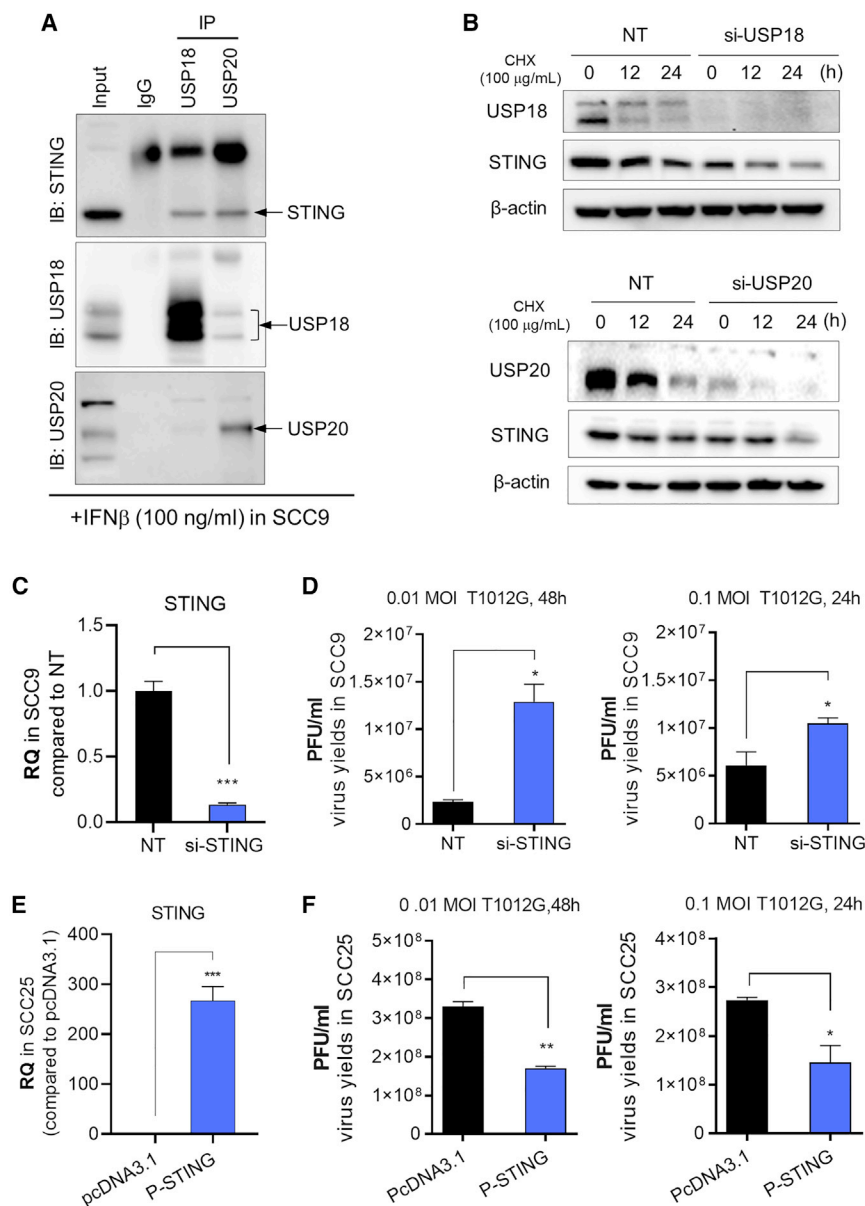 A
IP
Input
IgG
USP18
USP20
IB: STING
STING
IB: USP18
USP18
IB: USP20
USP20
+IFNβ (100 ng/ml) in SCC9
B
NT
si-USP18
CHX
(100 μg/mL)
0 12 24 0 12 24 (h)
USP18
STING
β-actin
NT
si-USP20
CHX
(100 μg/mL)
0 12 24 0 12 24 (h)
USP20
STING
β-actin
C
STING
RQ in SCC9
compared to NT
1.5
1.0
0.5
0.0
***
NT
si-STING
D
0.01 MOI T1012G, 48h
PFU/ml
virus yields in SCC9
2×10⁷
2×10⁷
1×10⁷
5×10⁶
0
*
NT
si-STING
0.1 MOI T1012G, 24h
PFU/ml
virus yields in SCC9
2×10⁷
2×10⁷
1×10⁷
5×10⁶
0
*
NT
si-STING
E
STING
RQ in SCC25
(compared to pcDNA3.1)
400
300
200
100
0
***
pcDNA3.1
P-STING
F
0 .01 MOI T1012G,48h
PFU/ml
virus yields in SCC25
5×10⁸
4×10⁸
3×10⁸
2×10⁸
1×10⁸
0
**
PcDNA3.1
P-STING
0.1 MOI T1012G, 24h
PFU/ml
virus yields in SCC25
4×10⁸
3×10⁸
2×10⁸
1×10⁸
0
*
PcDNA3.1
P-STING